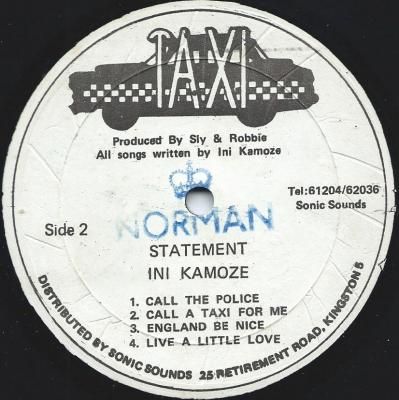 TAXI
Produced By Sly & Robbie
All songs written by Ini Kamoze
Tel:61204/62036
Sonic Sounds
Side 2
NORMAN
STATEMENT
INI KAMOZE
1. CALL THE POLICE
2. CALL A TAXI FOR ME
3. ENGLAND BE NICE
4. LIVE A LITTLE LOVE
DISTRIBUTED BY SONIC SOUNDS 25 RETIREMENT ROAD, KINGSTON 5